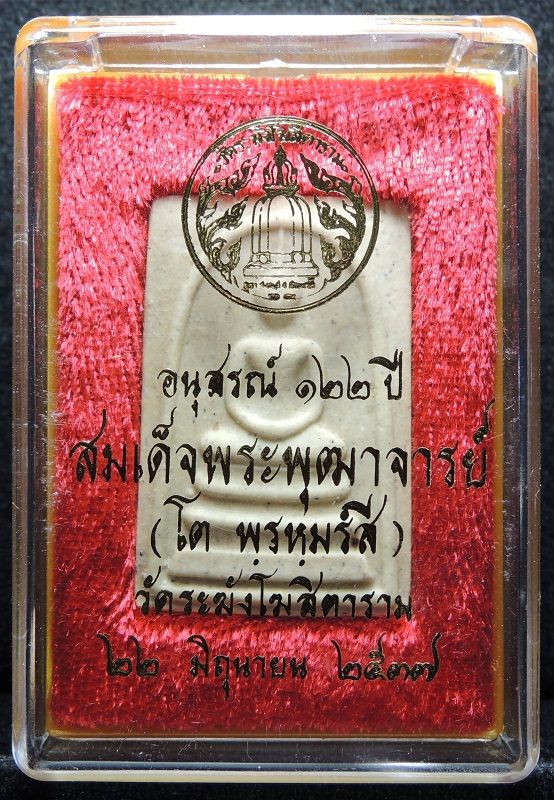 อนุสรณ์ ๑๒๒ ปี
สมเด็จพระพุฒาจารย์
(โต พฺรหฺมรํสี)
วัดระฆังโฆสิตาราม
๒๒ มิถุนายน ๒๕๓๗